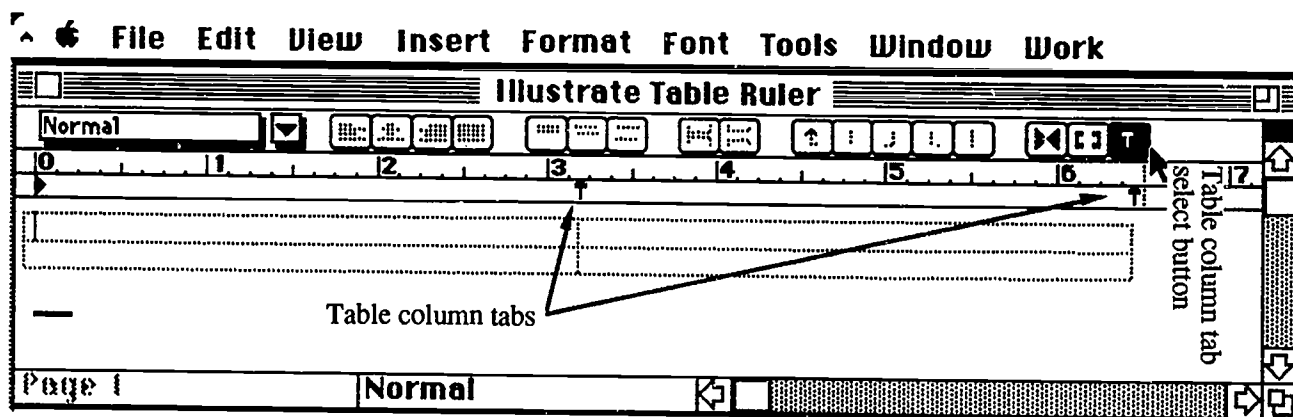 File Edit View Insert Format Font Tools Window Work
Illustrate Table Ruler
Normal
T
0 1 2 3 4 5 6 7
Table column tab
select button
Table column tabs
Page 1 Normal